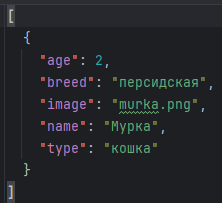 [
{
"age": 2,
"breed": "персидская",
"image": "murka.png",
"name": "Мурка",
"type": "кошка"
}
]